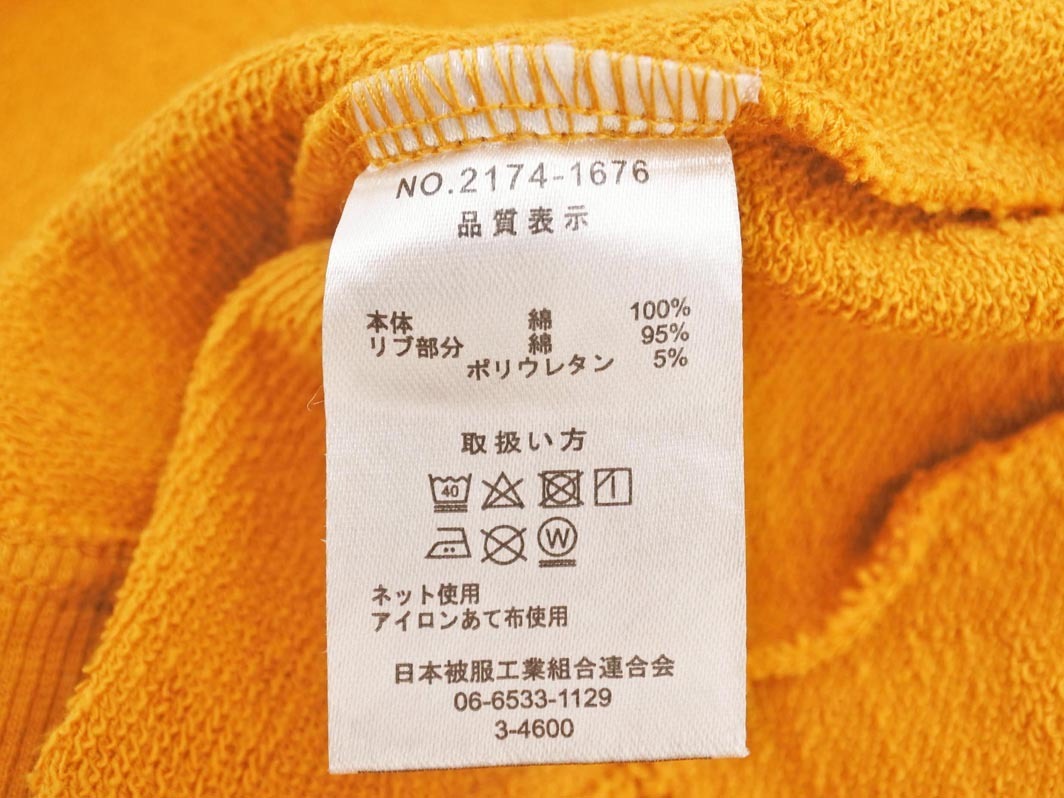 NO.2174-1676
品質表示
本体 綿 100%
リブ部分 綿 95%
ポリウレタン 5%
取扱い方
40
W
ネット使用
アイロンあて布使用
日本被服工業組合連合会
06-6533-1129
3-4600